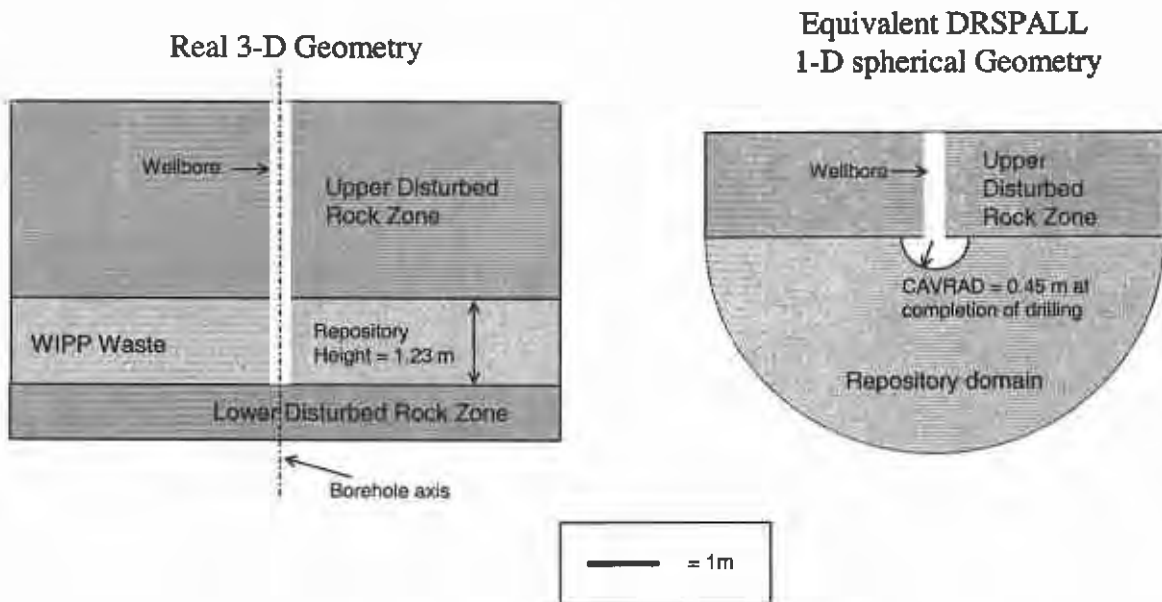 Real 3-D Geometry
Wellbore
Upper Disturbed
Rock Zone
WIPP Waste
Repository
Height = 1.23 m
Lower Disturbed Rock Zone
Borehole axis
Equivalent DRSPALL
1-D spherical Geometry
Wellbore
Upper
Disturbed
Rock Zone
CAVRAD = 0.45 m at
completion of drilling
Repository domain
= 1m